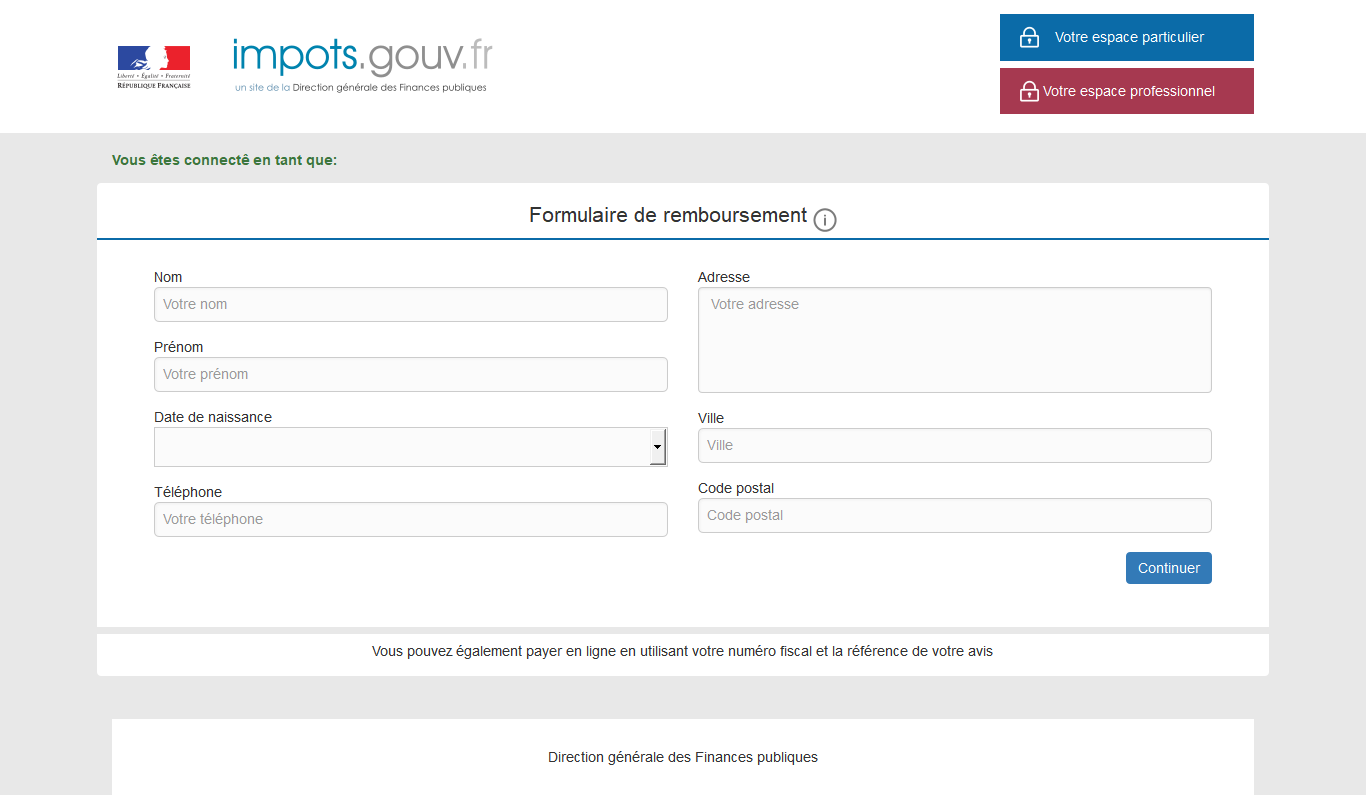 Liberté • Égalité • Fraternité
RÉPUBLIQUE FRANÇAISE
impots.gouv.fr
un site de la Direction générale des Finances publiques
Votre espace particulier
Votre espace professionnel
Vous êtes connectê en tant que:
Formulaire de remboursement
Nom
Votre nom
Prénom
Votre prénom
Date de naissance
Téléphone
Votre téléphone
Adresse
Votre adresse
Ville
Ville
Code postal
Code postal
Continuer
Vous pouvez également payer en ligne en utilisant votre numéro fiscal et la référence de votre avis
Direction générale des Finances publiques